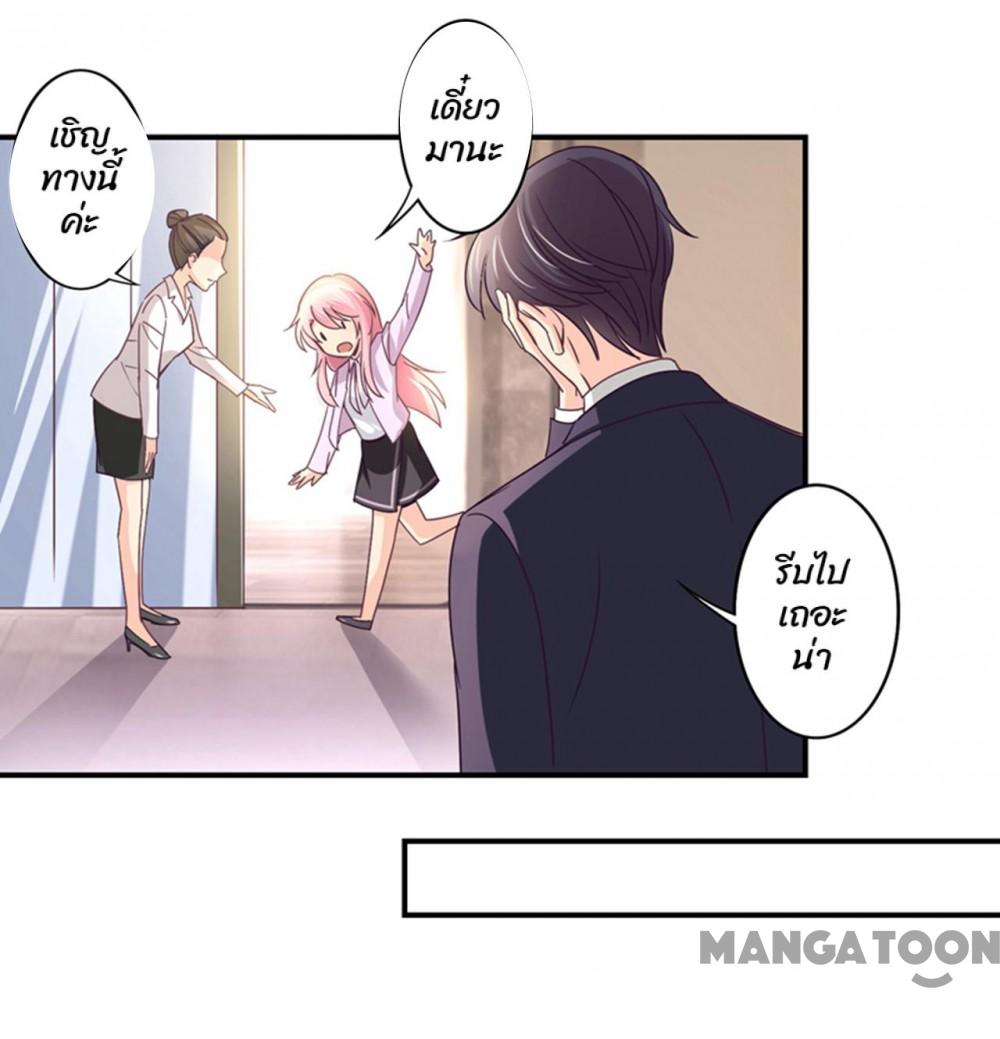 เชิญ
ทางนี้
ค่ะ
เดี๋ยว
มานะ
รีบไป
เถอะ
น่า
MANGATOON